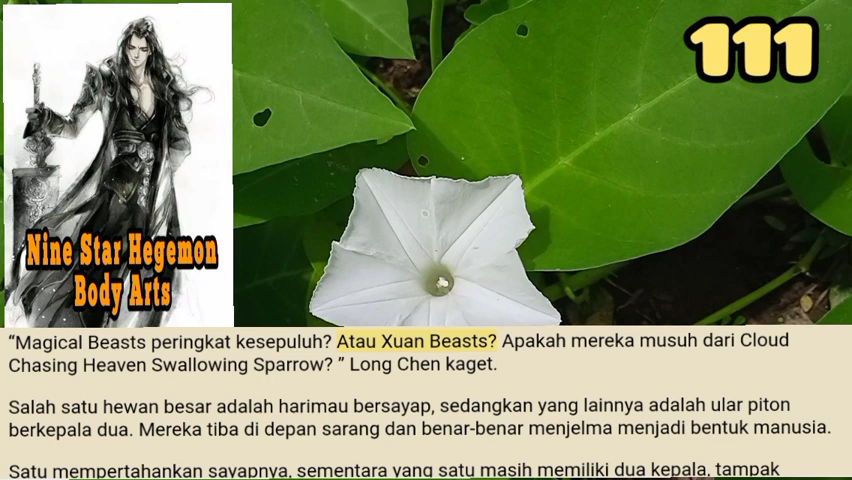 111
Nine Star Hegemon
Body Arts
“Magical Beasts peringkat kesepuluh? Atau Xuan Beasts? Apakah mereka musuh dari Cloud
Chasing Heaven Swallowing Sparrow? ” Long Chen kaget.
Salah satu hewan besar adalah harimau bersayap, sedangkan yang lainnya adalah ular piton
berkepala dua. Mereka tiba di depan sarang dan benar-benar menjelma menjadi bentuk manusia.
Satu mempertahankan sayapnya, sementara yang satu masih memiliki dua kepala, tampak